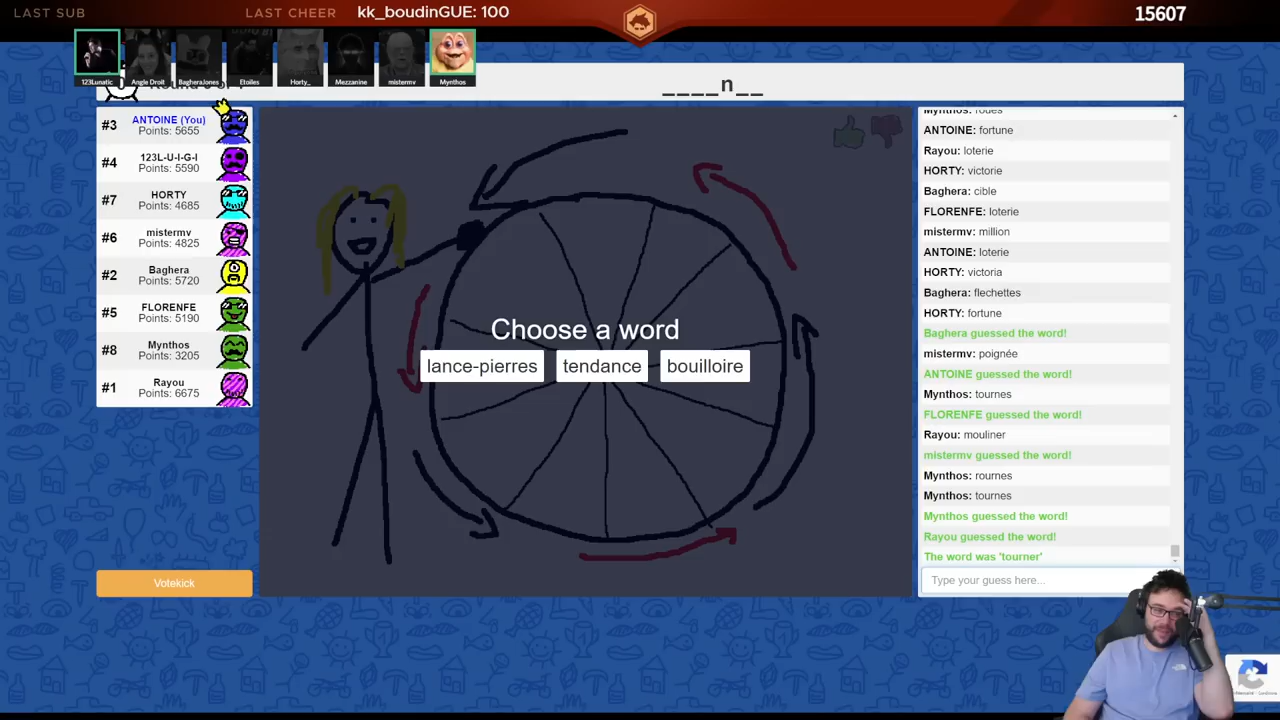 LAST SUB
LAST CHEER kk_boudinGUE: 100
15607
123Lunatic
Angle Droit
BagheraJones
Etoiles
Horty_
Mezzanine
mistermv
Mynthos
____n__
#3 ANTOINE (You)
Points: 5655
#4 123L-U-I-G-I
Points: 5590
#7 HORTY
Points: 4685
#6 mistermv
Points: 4825
#2 Baghera
Points: 5720
#5 FLORENFE
Points: 5190
#8 Mynthos
Points: 3205
#1 Rayou
Points: 6675
Votekick
Choose a word
lance-pierres
tendance
bouilloire
Mynthos: roues
ANTOINE: fortune
Rayou: loterie
HORTY: victorie
Baghera: cible
FLORENFE: loterie
mistermv: million
ANTOINE: loterie
HORTY: victoria
Baghera: flechettes
HORTY: fortune
Baghera guessed the word!
mistermv: poignée
ANTOINE guessed the word!
Mynthos: tournes
FLORENFE guessed the word!
Rayou: mouliner
mistermv guessed the word!
Mynthos: rournes
Mynthos: tournes
Mynthos guessed the word!
Rayou guessed the word!
The word was 'tourner'
Type your guess here...